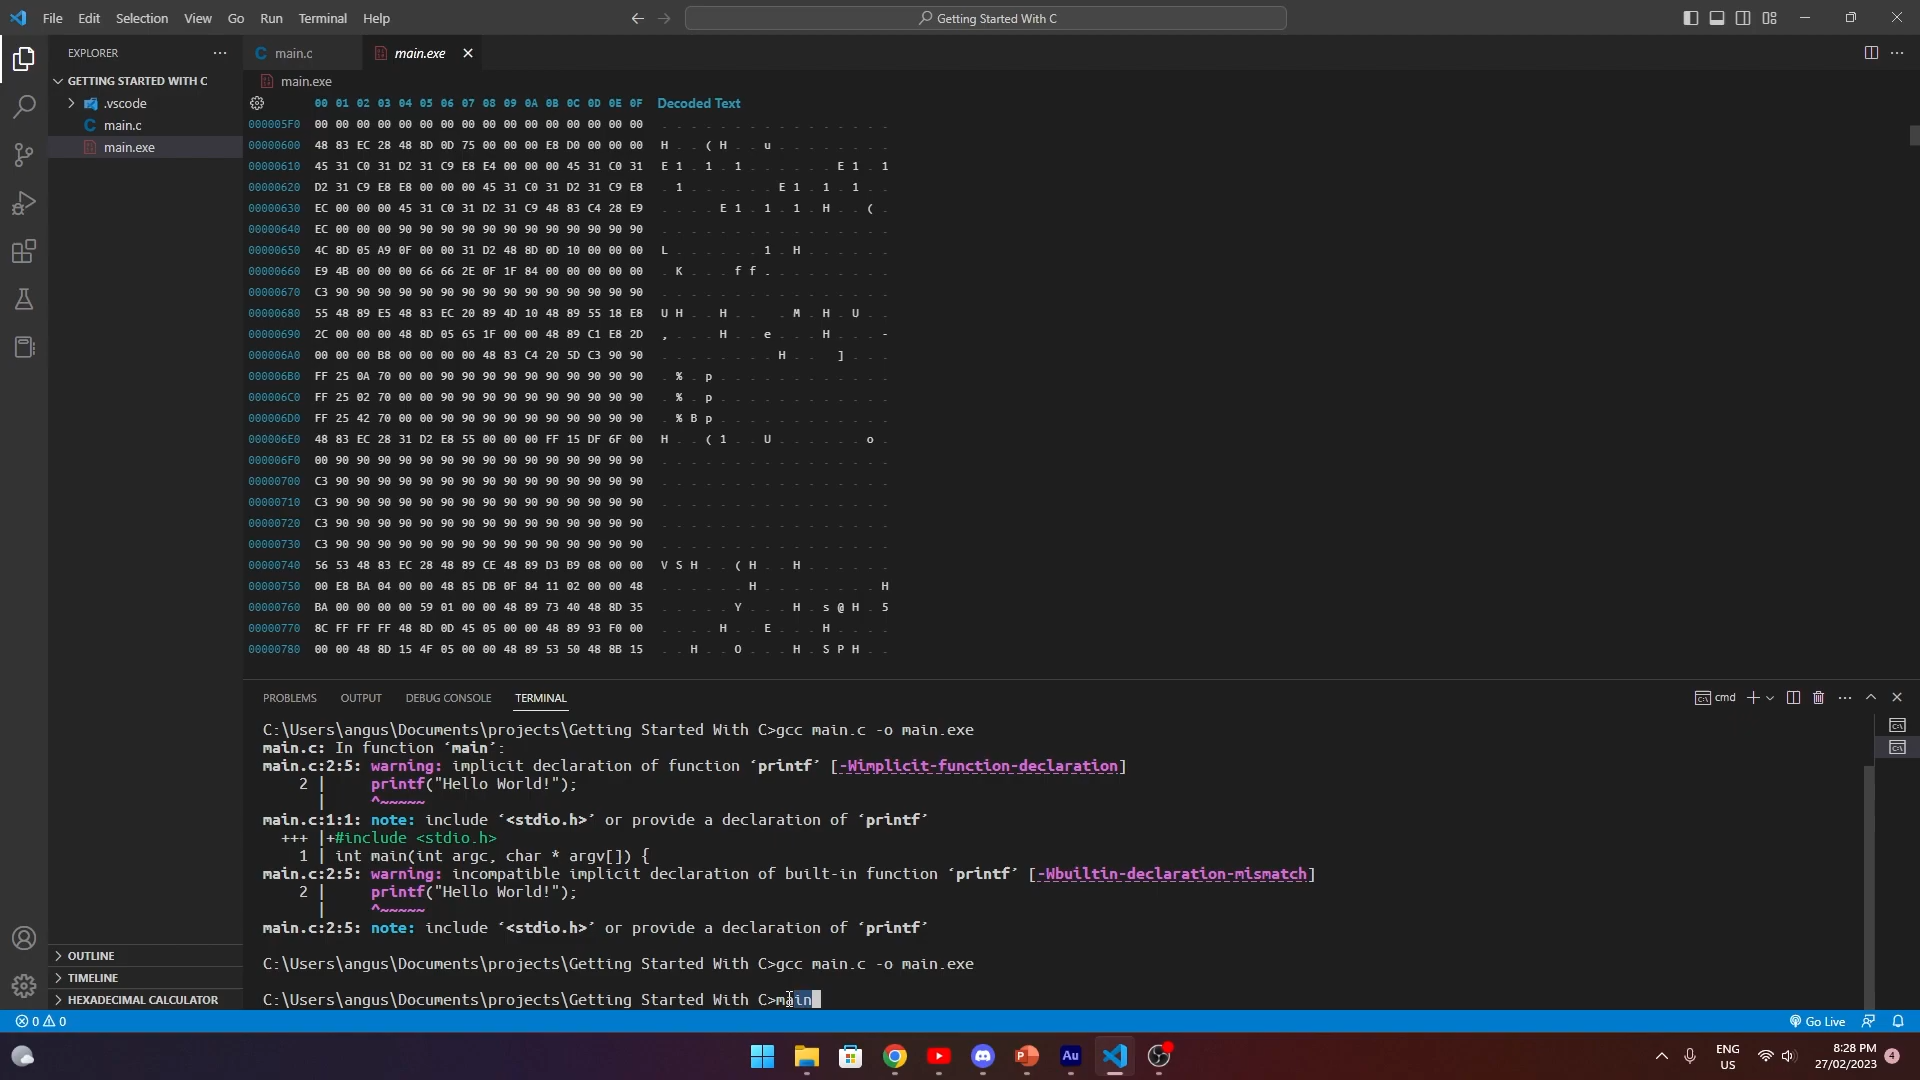 File Edit Selection View Go Run Terminal Help
Getting Started With C
EXPLORER
GETTING STARTED WITH C
.vscode
main.c
main.exe
OUTLINE
TIMELINE
HEXADECIMAL CALCULATOR
main.c main.exe
main.exe
00 01 02 03 04 05 06 07 08 09 0A 0B 0C 0D 0E 0F Decoded Text
000005F0 00 00 00 00 00 00 00 00 00 00 00 00 00 00 00 00 . . . . . . . . . . . . . . . .
00000600 48 83 EC 28 48 8D 0D 75 00 00 00 E8 D0 00 00 00 H . . ( H . . u . . . . . . . .
00000610 45 31 C0 31 D2 31 C9 E8 E4 00 00 00 45 31 C0 31 E 1 . 1 . 1 . . . . . . E 1 . 1
00000620 D2 31 C9 E8 E8 00 00 00 45 31 C0 31 D2 31 C9 E8 . 1 . . . . . . E 1 . 1 . 1 . .
00000630 EC 00 00 00 45 31 C0 31 D2 31 C9 48 83 C4 28 E9 . . . . E 1 . 1 . 1 . H . . ( .
00000640 EC 00 00 00 90 90 90 90 90 90 90 90 90 90 90 90 . . . . . . . . . . . . . . . .
00000650 4C 8D 05 A9 0F 00 00 31 D2 48 8D 0D 10 00 00 00 L . . . . . . 1 . H . . . . . .
00000660 E9 4B 00 00 00 66 66 2E 0F 1F 84 00 00 00 00 00 . K . . . f f . . . . . . . . .
00000670 C3 90 90 90 90 90 90 90 90 90 90 90 90 90 90 90 . . . . . . . . . . . . . . . .
00000680 55 48 89 E5 48 83 EC 20 89 4D 10 48 89 55 18 E8 U H . . H . . . M . H . U . .
00000690 2C 00 00 00 48 8D 05 65 1F 00 00 48 89 C1 E8 2D , . . . H . . e . . . H . . . -
000006A0 00 00 00 B8 00 00 00 00 48 83 C4 20 5D C3 90 90 . . . . . . . . H . . ] . . .
000006B0 FF 25 0A 70 00 00 90 90 90 90 90 90 90 90 90 90 . % . p . . . . . . . . . . . .
000006C0 FF 25 02 70 00 00 90 90 90 90 90 90 90 90 90 90 . % . p . . . . . . . . . . . .
000006D0 FF 25 42 70 00 00 90 90 90 90 90 90 90 90 90 90 . % B p . . . . . . . . . . . .
000006E0 48 83 EC 28 31 D2 E8 55 00 00 00 FF 15 DF 6F 00 H . . ( 1 . . U . . . . . . o .
000006F0 00 90 90 90 90 90 90 90 90 90 90 90 90 90 90 90 . . . . . . . . . . . . . . . .
00000700 C3 90 90 90 90 90 90 90 90 90 90 90 90 90 90 90 . . . . . . . . . . . . . . . .
00000710 C3 90 90 90 90 90 90 90 90 90 90 90 90 90 90 90 . . . . . . . . . . . . . . . .
00000720 C3 90 90 90 90 90 90 90 90 90 90 90 90 90 90 90 . . . . . . . . . . . . . . . .
00000730 C3 90 90 90 90 90 90 90 90 90 90 90 90 90 90 90 . . . . . . . . . . . . . . . .
00000740 56 53 48 83 EC 28 48 89 CE 48 89 D3 B9 08 00 00 V S H . . ( H . . H . . . . . .
00000750 00 E8 BA 04 00 00 48 85 DB 0F 84 11 02 00 00 48 . . . . . . H . . . . . . . . H
00000760 BA 00 00 00 00 59 01 00 00 48 89 73 40 48 8D 35 . . . . . Y . . . H . s @ H . 5
00000770 8C FF FF FF 48 8D 0D 45 05 00 00 48 89 93 F0 00 . . . . H . . E . . . H . . . .
00000780 00 00 48 8D 15 4F 05 00 00 48 89 53 50 48 8B 15 . . H . . O . . . H . S P H . .
PROBLEMS OUTPUT DEBUG CONSOLE TERMINAL cmd
C:\Users\angus\Documents\projects\Getting Started With C>gcc main.c -o main.exe
main.c: In function ‘main’:
main.c:2:5: warning: implicit declaration of function ‘printf’ [-Wimplicit-function-declaration]
2 | printf("Hello World!");
| ^~~~~~
main.c:1:1: note: include ‘<stdio.h>’ or provide a declaration of ‘printf’
+++ |+#include <stdio.h>
1 | int main(int argc, char * argv[]) {
main.c:2:5: warning: incompatible implicit declaration of built-in function ‘printf’ [-Wbuiltin-declaration-mismatch]
2 | printf("Hello World!");
| ^~~~~~
main.c:2:5: note: include ‘<stdio.h>’ or provide a declaration of ‘printf’
C:\Users\angus\Documents\projects\Getting Started With C>gcc main.c -o main.exe
C:\Users\angus\Documents\projects\Getting Started With C>main
0 0
Go Live
P
Au
ENG
US
8:28 PM
27/02/2023
4